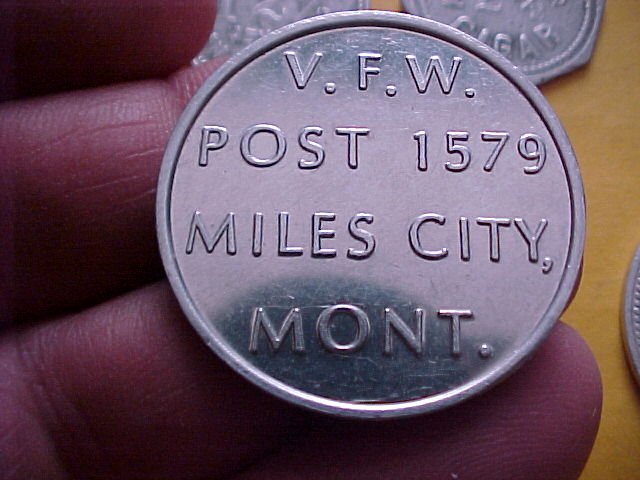 V. F. W.
POST 1579
MILES CITY,
MONT.